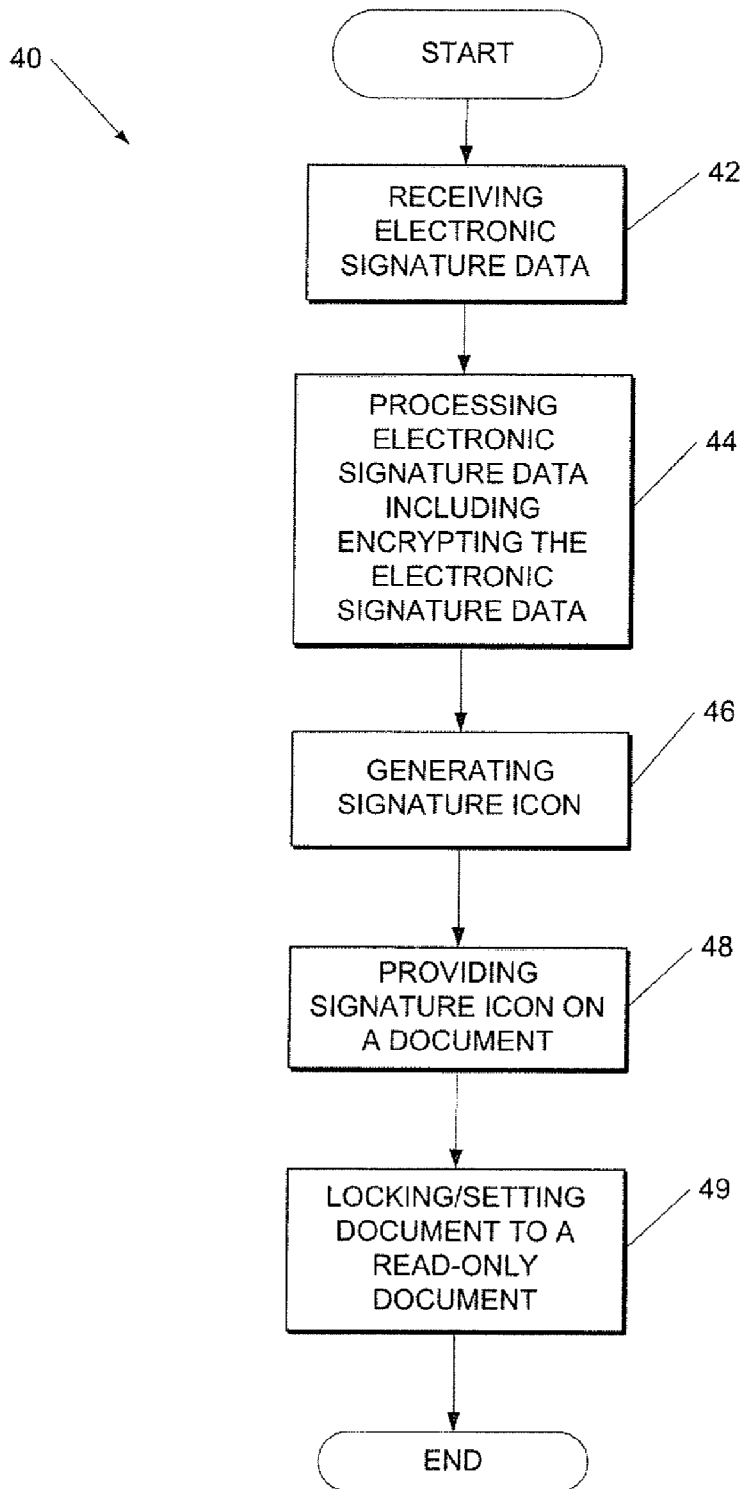 40
START
42
RECEIVING
ELECTRONIC
SIGNATURE DATA
44
PROCESSING
ELECTRONIC
SIGNATURE DATA
INCLUDING
ENCRYPTING THE
ELECTRONIC
SIGNATURE DATA
46
GENERATING
SIGNATURE ICON
48
PROVIDING
SIGNATURE ICON ON
A DOCUMENT
49
LOCKING/SETTING
DOCUMENT TO A
READ-ONLY
DOCUMENT
END